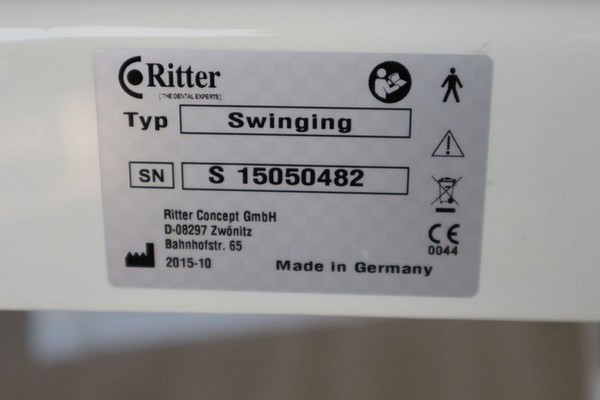 Ritter
[THE DENTAL EXPERTS]
Typ Swinging
SN S 15050482
Ritter Concept GmbH
D-08297 Zwönitz
Bahnhofstr. 65
2015-10
Made in Germany
CE
0044